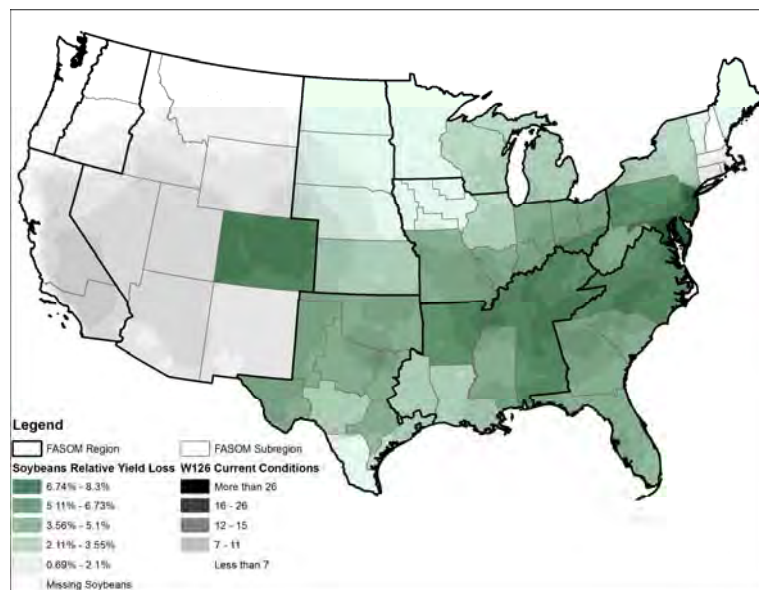 Legend
FASOM Region
FASOM Subregion
Soybeans Relative Yield Loss
W126 Current Conditions
6.74% - 8.3%
More than 26
5.11% - 6.73%
16 - 26
3.56% - 5.1%
12 - 15
2.11% - 3.55%
7 - 11
0.69% - 2.1%
Less than 7
Missing Soybeans